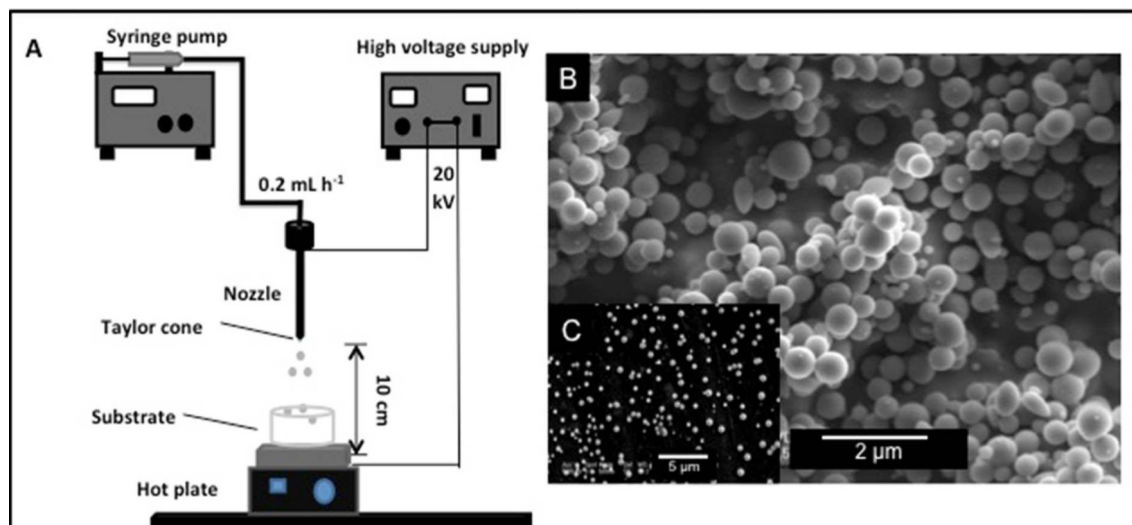 A
Syringe pump
High voltage supply
0.2 mL h⁻¹
20
kV
Nozzle
Taylor cone
10 cm
Substrate
Hot plate
B
2 µm
C
5 µm